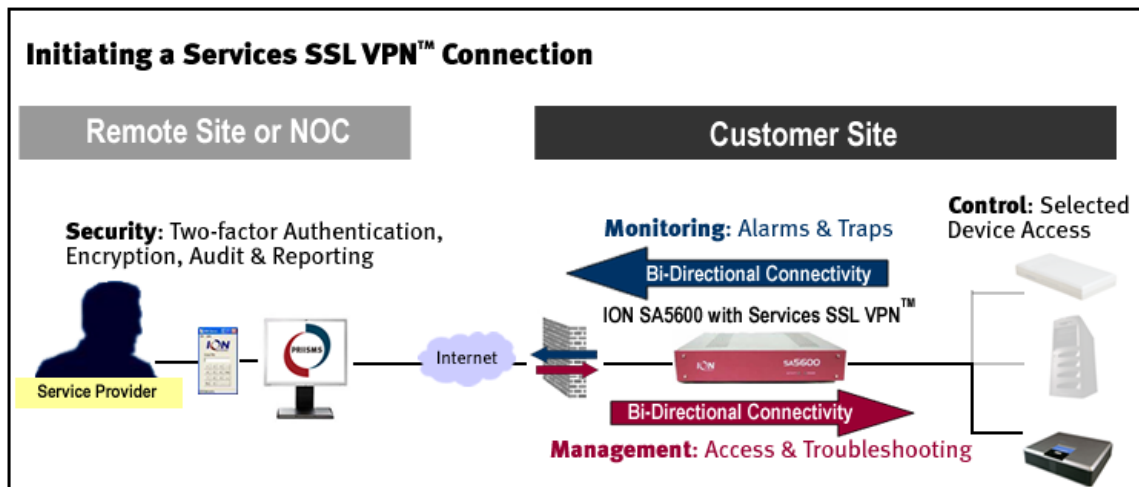 Initiating a Services SSL VPN™ Connection
Remote Site or NOC
Customer Site
Security: Two-factor Authentication,
Encryption, Audit & Reporting
Monitoring: Alarms & Traps
Control: Selected
Device Access
Bi-Directional Connectivity
ION SA5600 with Services SSL VPN™
ION
PRIISMS
Internet
ION
SA5600
Service Provider
Bi-Directional Connectivity
Management: Access & Troubleshooting